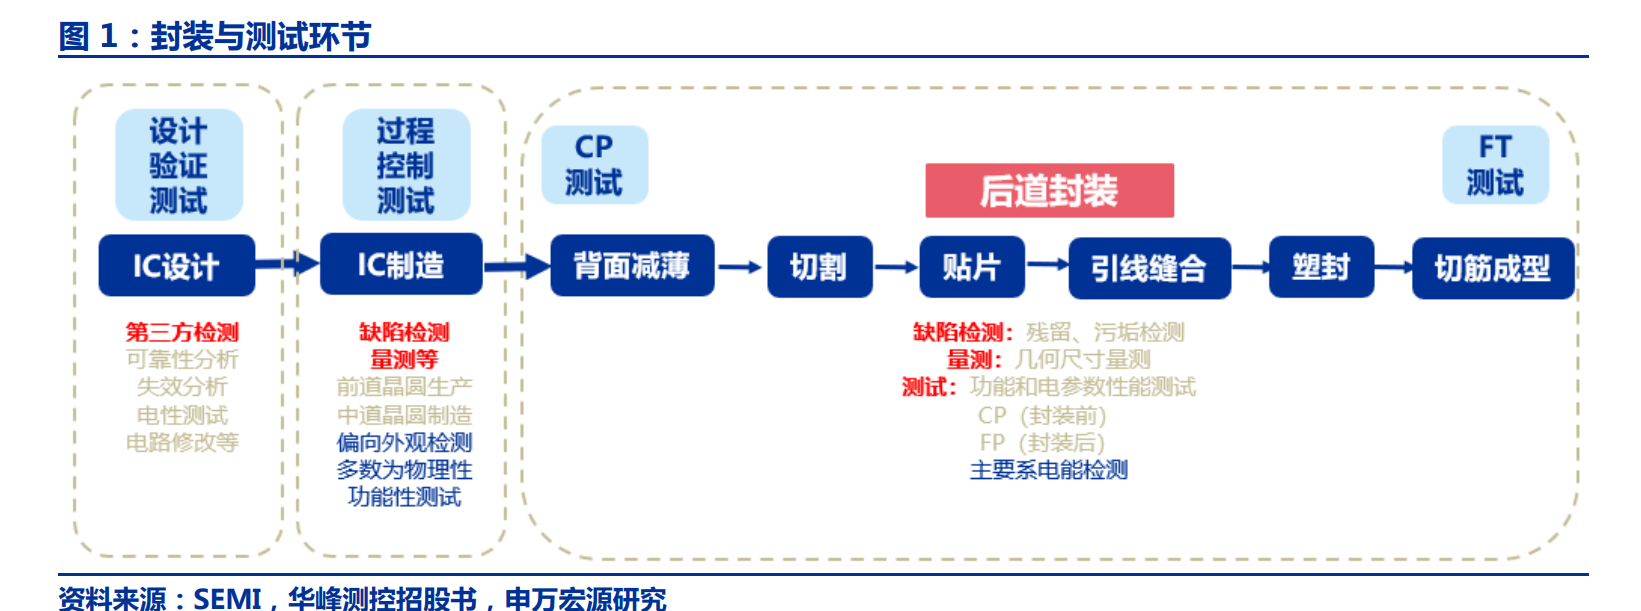 图 1：封装与测试环节
设计
验证
测试
IC设计
第三方检测
可靠性分析
失效分析
电性测试
电路修改等
过程
控制
测试
IC制造
缺陷检测
量测等
前道晶圆生产
中道晶圆制造
偏向外观检测
多数为物理性
功能性测试
CP
测试
后道封装
FT
测试
背面减薄
切割
贴片
引线缝合
塑封
切筋成型
缺陷检测：残留、污垢检测
量测：几何尺寸量测
测试：功能和电参数性能测试
CP（封装前）
FP（封装后）
主要系电能检测
资料来源：SEMI，华峰测控招股书，申万宏源研究